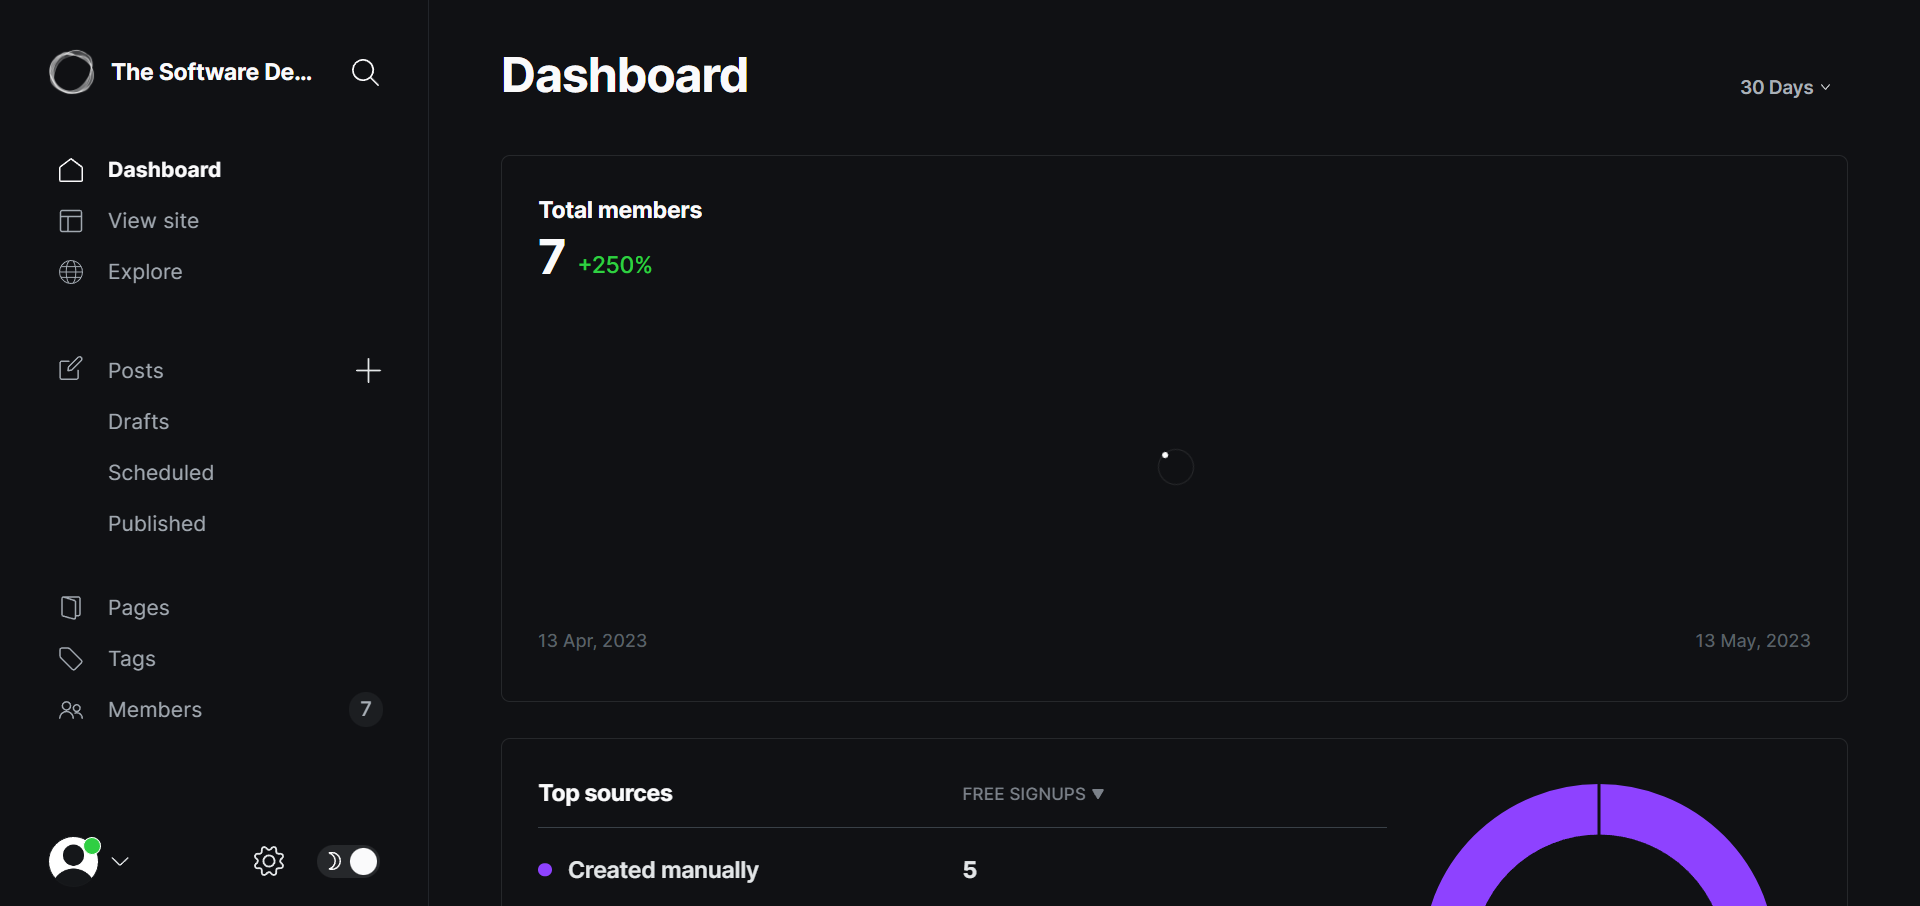 The Software De...
Dashboard
View site
Explore
Posts
Drafts
Scheduled
Published
Pages
Tags
Members 7
Dashboard
30 Days
Total members
7 +250%
13 Apr, 2023 13 May, 2023
Top sources FREE SIGNUPS ▼
Created manually 5